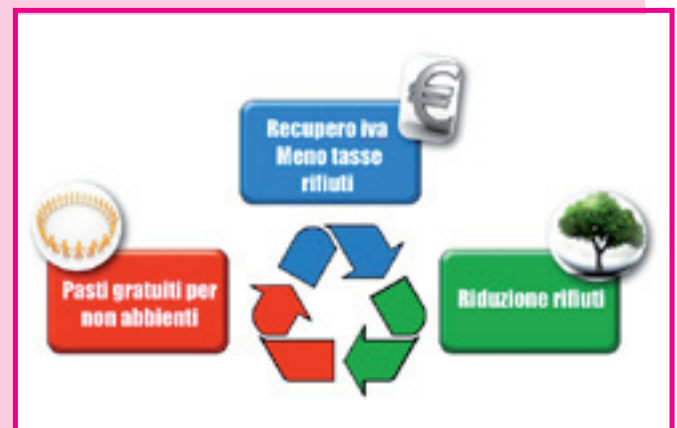 Recupero iva
Meno tasse
rifiuti
Pasti gratuiti per
non abbienti
Riduzione rifiuti